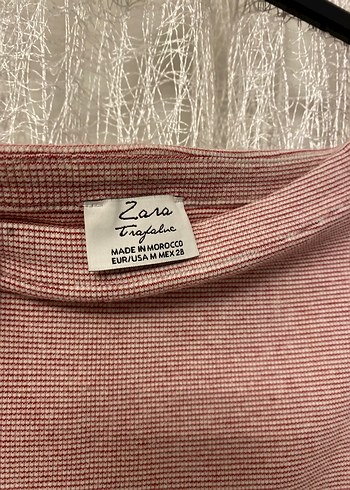 Zara
Trafaluc
MADE IN MOROCCO
EUR/USA M MEX 28